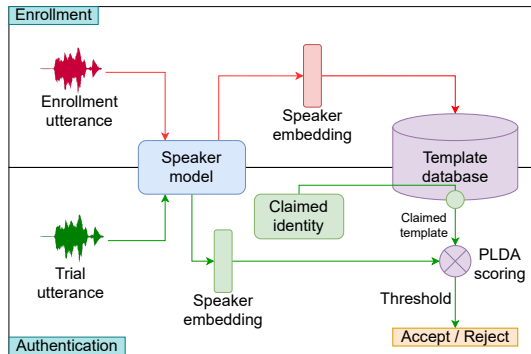 Enrollment
Enrollment
utterance
Speaker
embedding
Speaker
model
Template
database
Claimed
identity
Claimed
template
Trial
utterance
Speaker
embedding
PLDA
scoring
Threshold
Accept / Reject
Authentication